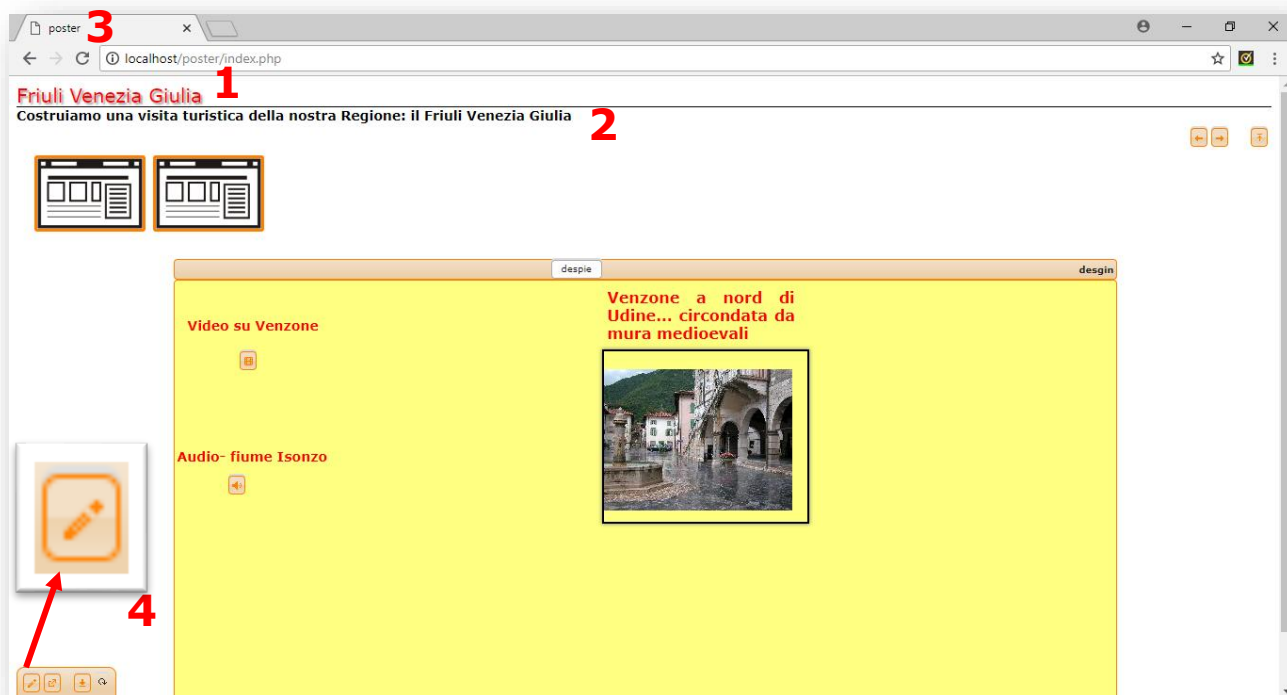 poster
3
localhost/poster/index.php
1
Friuli Venezia Giulia
Costruiamo una visita turistica della nostra Regione: il Friuli Venezia Giulia
2
despie
desgin
Venzone a nord di
Udine... circondata da
mura medioevali
Video su Venzone
Audio- fiume Isonzo
4